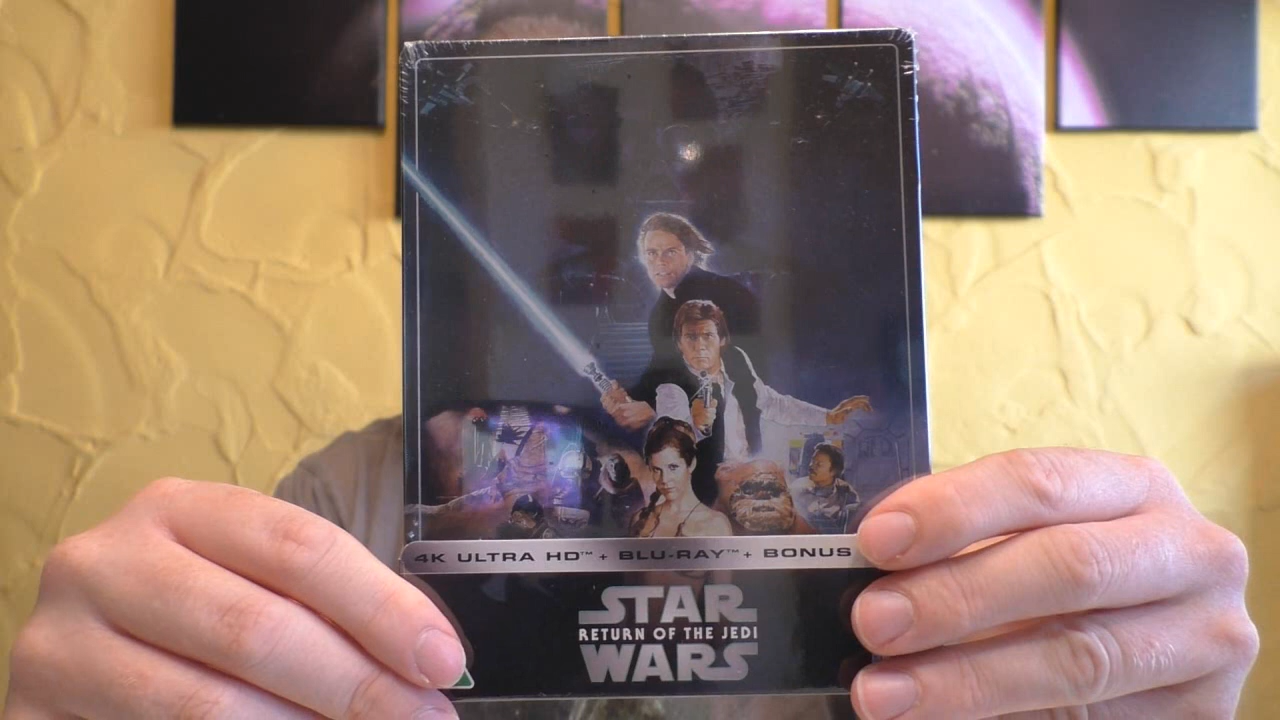 4K ULTRA HD™ + BLU-RAY™ + BONUS
STAR
RETURN OF THE JEDI
WARS